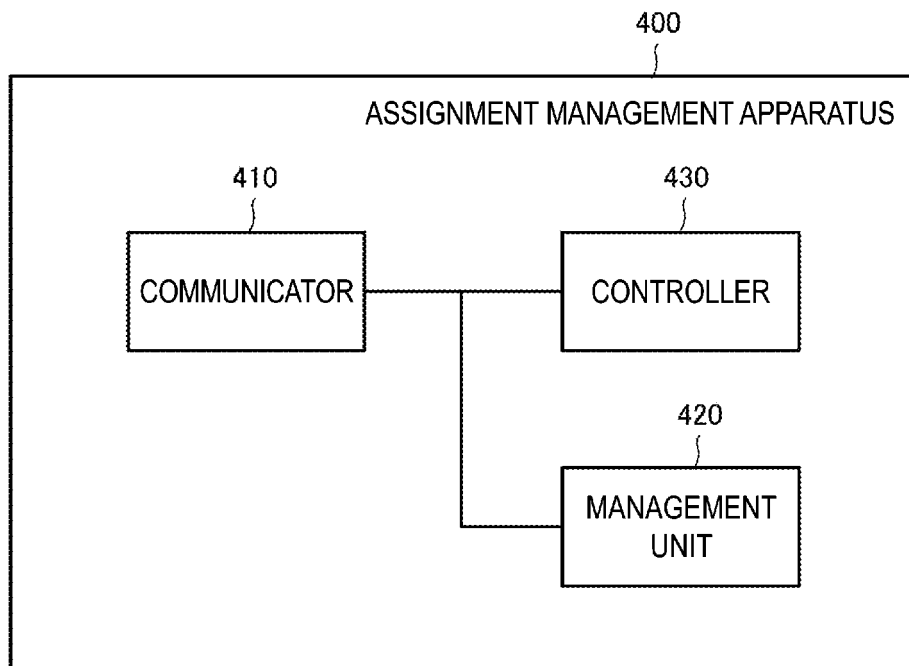 400
ASSIGNMENT MANAGEMENT APPARATUS
410
430
COMMUNICATOR
CONTROLLER
420
MANAGEMENT
UNIT